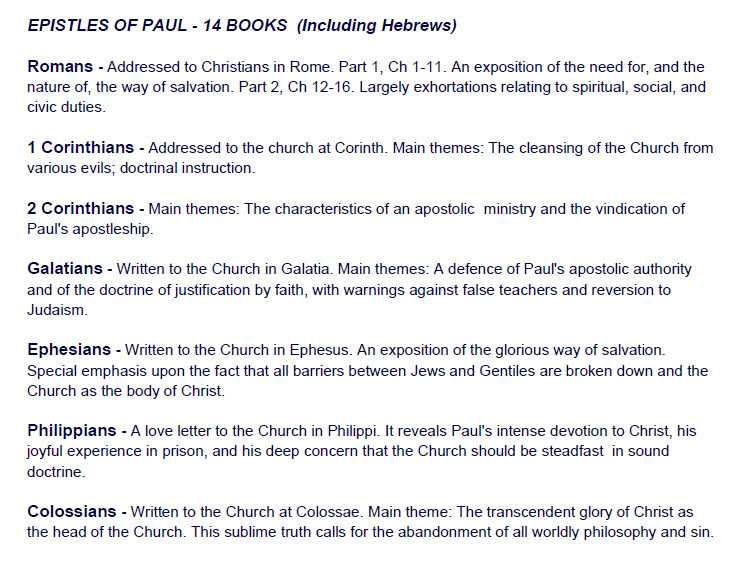 EPISTLES OF PAUL - 14 BOOKS (Including Hebrews)
Romans - Addressed to Christians in Rome. Part 1, Ch 1-11. An exposition of the need for, and the
nature of, the way of salvation. Part 2, Ch 12-16. Largely exhortations relating to spiritual, social, and
civic duties.
1 Corinthians - Addressed to the church at Corinth. Main themes: The cleansing of the Church from
various evils; doctrinal instruction.
2 Corinthians - Main themes: The characteristics of an apostolic ministry and the vindication of
Paul's apostleship.
Galatians - Written to the Church in Galatia. Main themes: A defence of Paul's apostolic authority
and of the doctrine of justification by faith, with warnings against false teachers and reversion to
Judaism.
Ephesians - Written to the Church in Ephesus. An exposition of the glorious way of salvation.
Special emphasis upon the fact that all barriers between Jews and Gentiles are broken down and the
Church as the body of Christ.
Philippians - A love letter to the Church in Philippi. It reveals Paul's intense devotion to Christ, his
joyful experience in prison, and his deep concern that the Church should be steadfast in sound
doctrine.
Colossians - Written to the Church at Colossae. Main theme: The transcendent glory of Christ as
the head of the Church. This sublime truth calls for the abandonment of all worldly philosophy and sin.